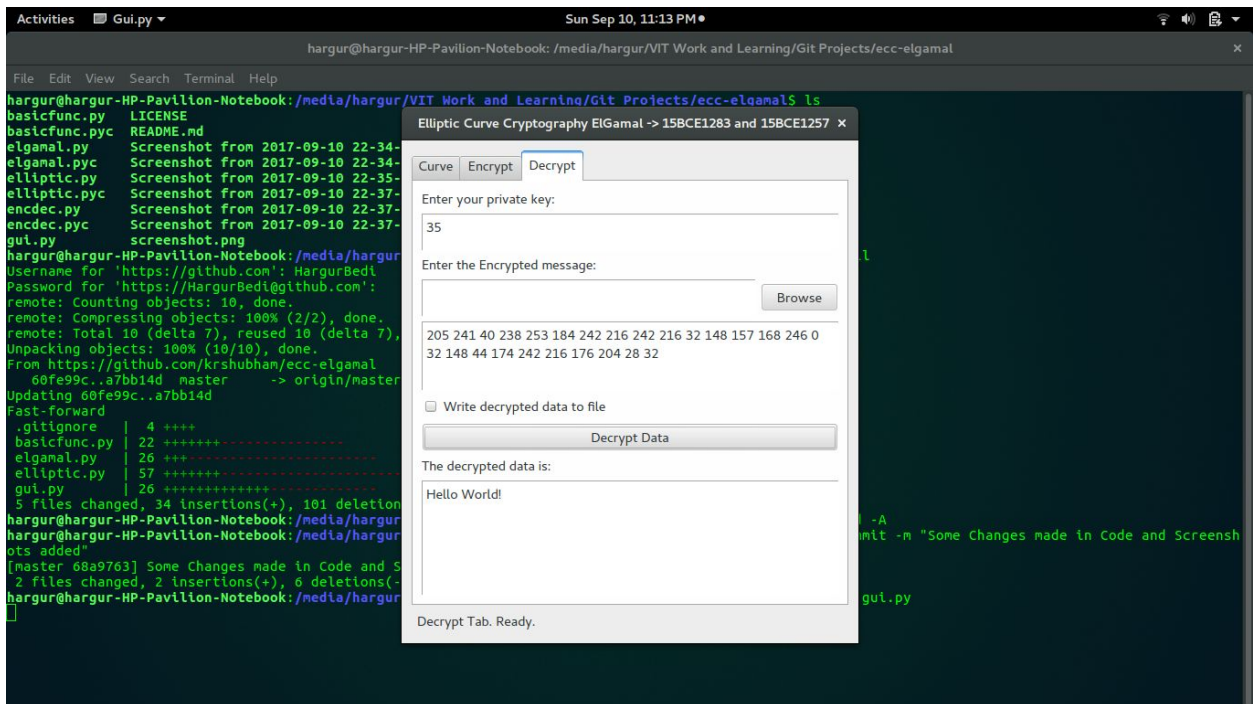 Activities Gui.py
Sun Sep 10, 11:13 PM
hargur@hargur-HP-Pavilion-Notebook: /media/hargur/VIT Work and Learning/Git Projects/ecc-elgamal
File Edit View Search Terminal Help
hargur@hargur-HP-Pavilion-Notebook:/media/hargur/VIT Work and Learning/Git Projects/ecc-elgamal$ ls
basicfunc.py LICENSE
basicfunc.pyc README.md
elgamal.py Screenshot from 2017-09-10 22-34-
elgamal.pyc Screenshot from 2017-09-10 22-34-
elliptic.py Screenshot from 2017-09-10 22-35-
elliptic.pyc Screenshot from 2017-09-10 22-37-
encdec.py Screenshot from 2017-09-10 22-37-
encdec.pyc Screenshot from 2017-09-10 22-37-
gui.py screenshot.png
hargur@hargur-HP-Pavilion-Notebook:/media/hargur
Username for 'https://github.com': HargurBedi
Password for 'https://HargurBedi@github.com':
remote: Counting objects: 10, done.
remote: Compressing objects: 100% (2/2), done.
remote: Total 10 (delta 7), reused 10 (delta 7),
Unpacking objects: 100% (10/10), done.
From https://github.com/krshubham/ecc-elgamal
60fe99c..a7bb14d master -> origin/master
Updating 60fe99c..a7bb14d
Fast-forward
.gitignore | 4 ++++
basicfunc.py | 22 +++++++---------------
elgamal.py | 26 +++-----------------------
elliptic.py | 57 +++++++-----------------------
gui.py | 26 +++++++++++++-------------
5 files changed, 34 insertions(+), 101 deletion
hargur@hargur-HP-Pavilion-Notebook:/media/hargur d -A
hargur@hargur-HP-Pavilion-Notebook:/media/hargur mmit -m "Some Changes made in Code and Screensh
ots added"
[master 68a9763] Some Changes made in Code and S
2 files changed, 2 insertions(+), 6 deletions(-
hargur@hargur-HP-Pavilion-Notebook:/media/hargur gui.py
Elliptic Curve Cryptography ElGamal -> 15BCE1283 and 15BCE1257
Curve Encrypt Decrypt
Enter your private key:
35
Enter the Encrypted message:
Browse
205 241 40 238 253 184 242 216 242 216 32 148 157 168 246 0
32 148 44 174 242 216 176 204 28 32
Write decrypted data to file
Decrypt Data
The decrypted data is:
Hello World!
Decrypt Tab. Ready.